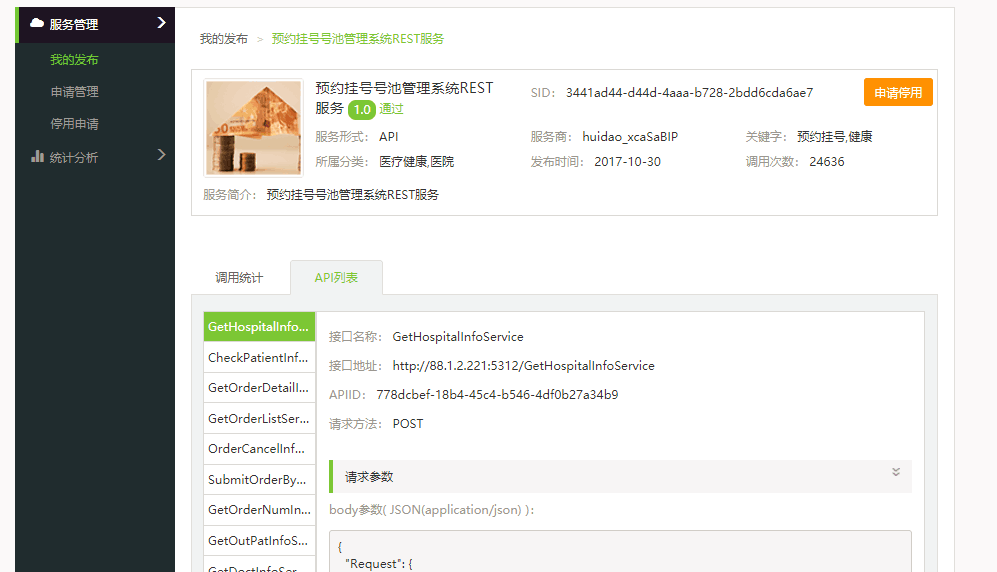 服务管理
我的发布
申请管理
停用申请
统计分析
我的发布 > 预约挂号号池管理系统REST服务
预约挂号号池管理系统REST
服务 1.0 通过
SID: 3441ad44-d44d-4aaa-b728-2bdd6cda6ae7
申请停用
服务形式: API
服务商: huidao_xcaSaBIP
关键字: 预约挂号,健康
所属分类: 医疗健康,医院
发布时间: 2017-10-30
调用次数: 24636
服务简介: 预约挂号号池管理系统REST服务
调用统计
API列表
GetHospitalInfo...
CheckPatientInf...
GetOrderDetailI...
GetOrderListSer...
OrderCancelInf...
SubmitOrderBy...
GetOrderNumIn...
GetOutPatInfoS...
GetDoctInfoSer...
接口名称: GetHospitalInfoService
接口地址: http://88.1.2.221:5312/GetHospitalInfoService
APIID: 778dcbef-18b4-45c4-b546-4df0b27a34b9
请求方法: POST
请求参数
body参数( JSON(application/json) ):
{
"Request": {